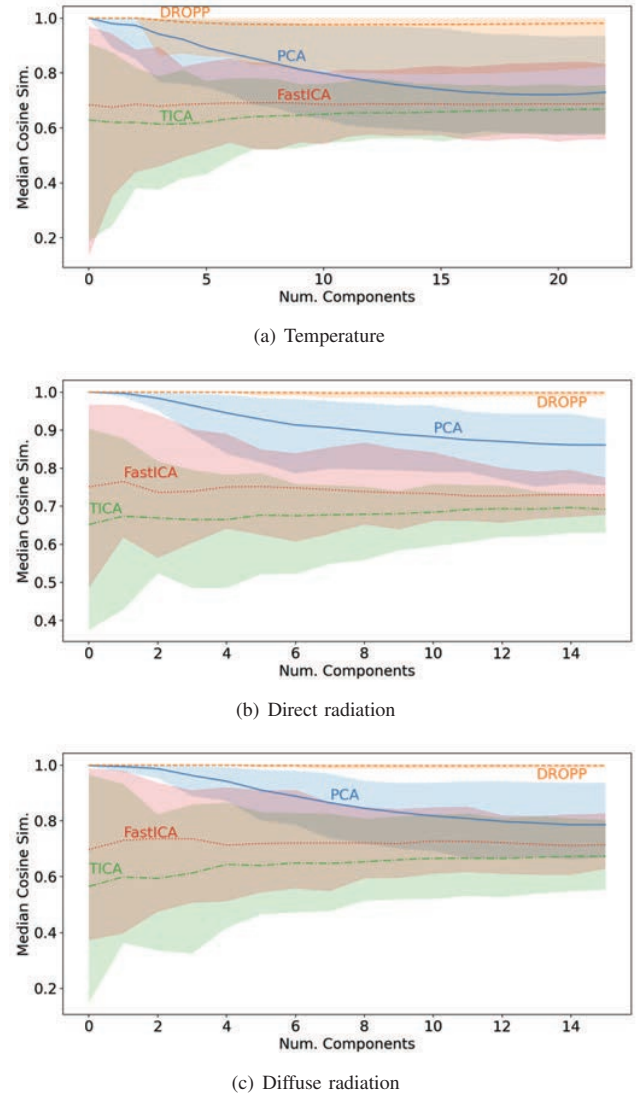 DROPP
PCA
FastICA
TICA
1.0
0.8
0.6
0.4
0.2
Median Cosine Sim.
0 5 10 15 20
Num. Components
(a) Temperature
DROPP
PCA
FastICA
TICA
1.0
0.9
0.8
0.7
0.6
0.5
0.4
Median Cosine Sim.
0 2 4 6 8 10 12 14
Num. Components
(b) Direct radiation
DROPP
PCA
FastICA
TICA
1.0
0.8
0.6
0.4
0.2
Median Cosine Sim.
0 2 4 6 8 10 12 14
Num. Components
(c) Diffuse radiation